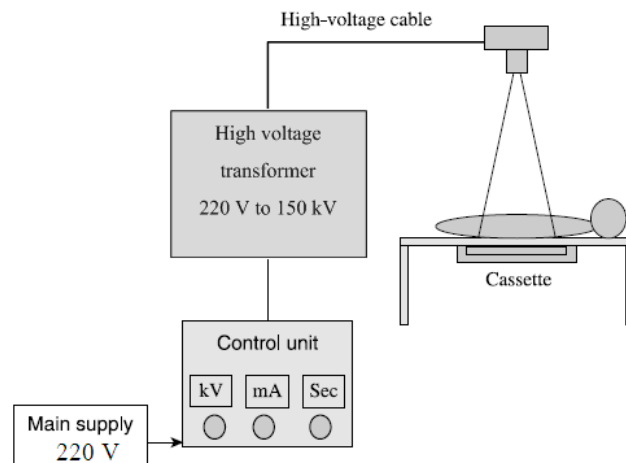 High-voltage cable
High voltage
transformer
220 V to 150 kV
Cassette
Control unit
kV mA Sec
Main supply
220 V